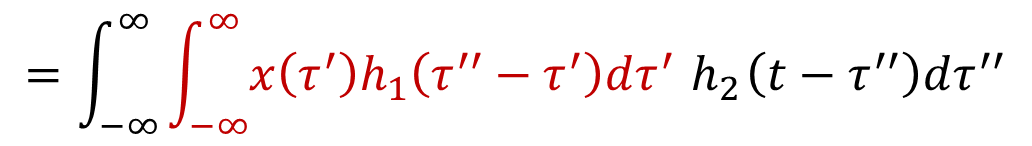 = ∫_{−∞}^{∞} ∫_{−∞}^{∞} x(τ′)h₁(τ″ − τ′)dτ′ h₂(t − τ″)dτ″